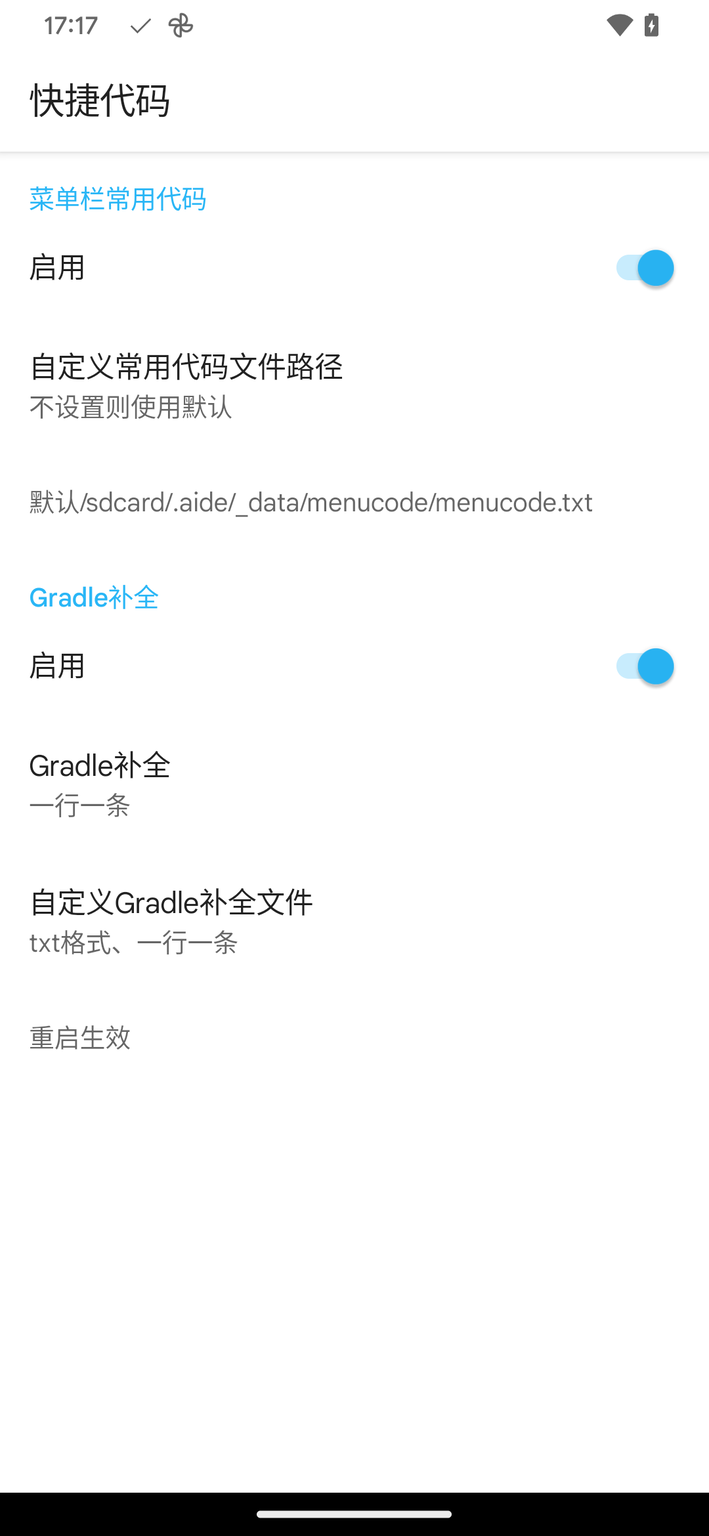 17:17
快捷代码
菜单栏常用代码
启用
自定义常用代码文件路径
不设置则使用默认
默认/sdcard/.aide/_data/menucode/menucode.txt
Gradle补全
启用
Gradle补全
一行一条
自定义Gradle补全文件
txt格式、一行一条
重启生效